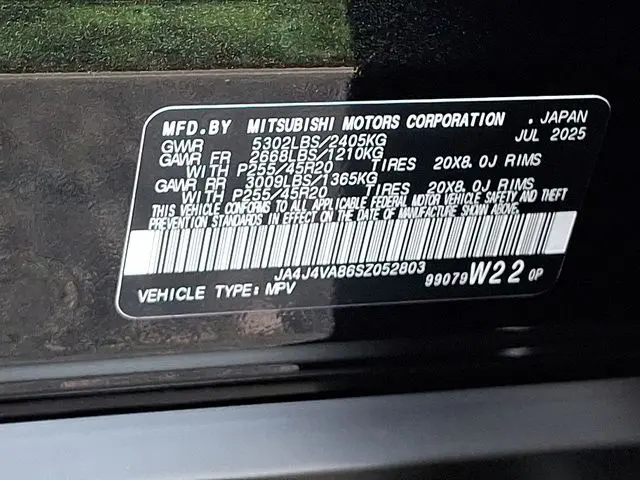 MFD.BY MITSUBISHI MOTORS CORPORATION . JAPAN
GVWR 5302LBS/2405KG JUL 2025
GAWR FR 2668LBS/1210KG
WITH P255/45R20 TIRES 20X8.0J RIMS
GAWR RR 3009LBS/1365KG
WITH P255/45R20 TIRES 20X8.0J RIMS
THIS VEHICLE CONFORMS TO ALL APPLICABLE FEDERAL MOTOR VEHICLE SAFETY AND THEFT
PREVENTION STANDARDS IN EFFECT ON THE DATE OF MANUFACTURE SHOWN ABOVE.
JA4J4VA86SZ052803
VEHICLE TYPE: MPV 99079W22 0P